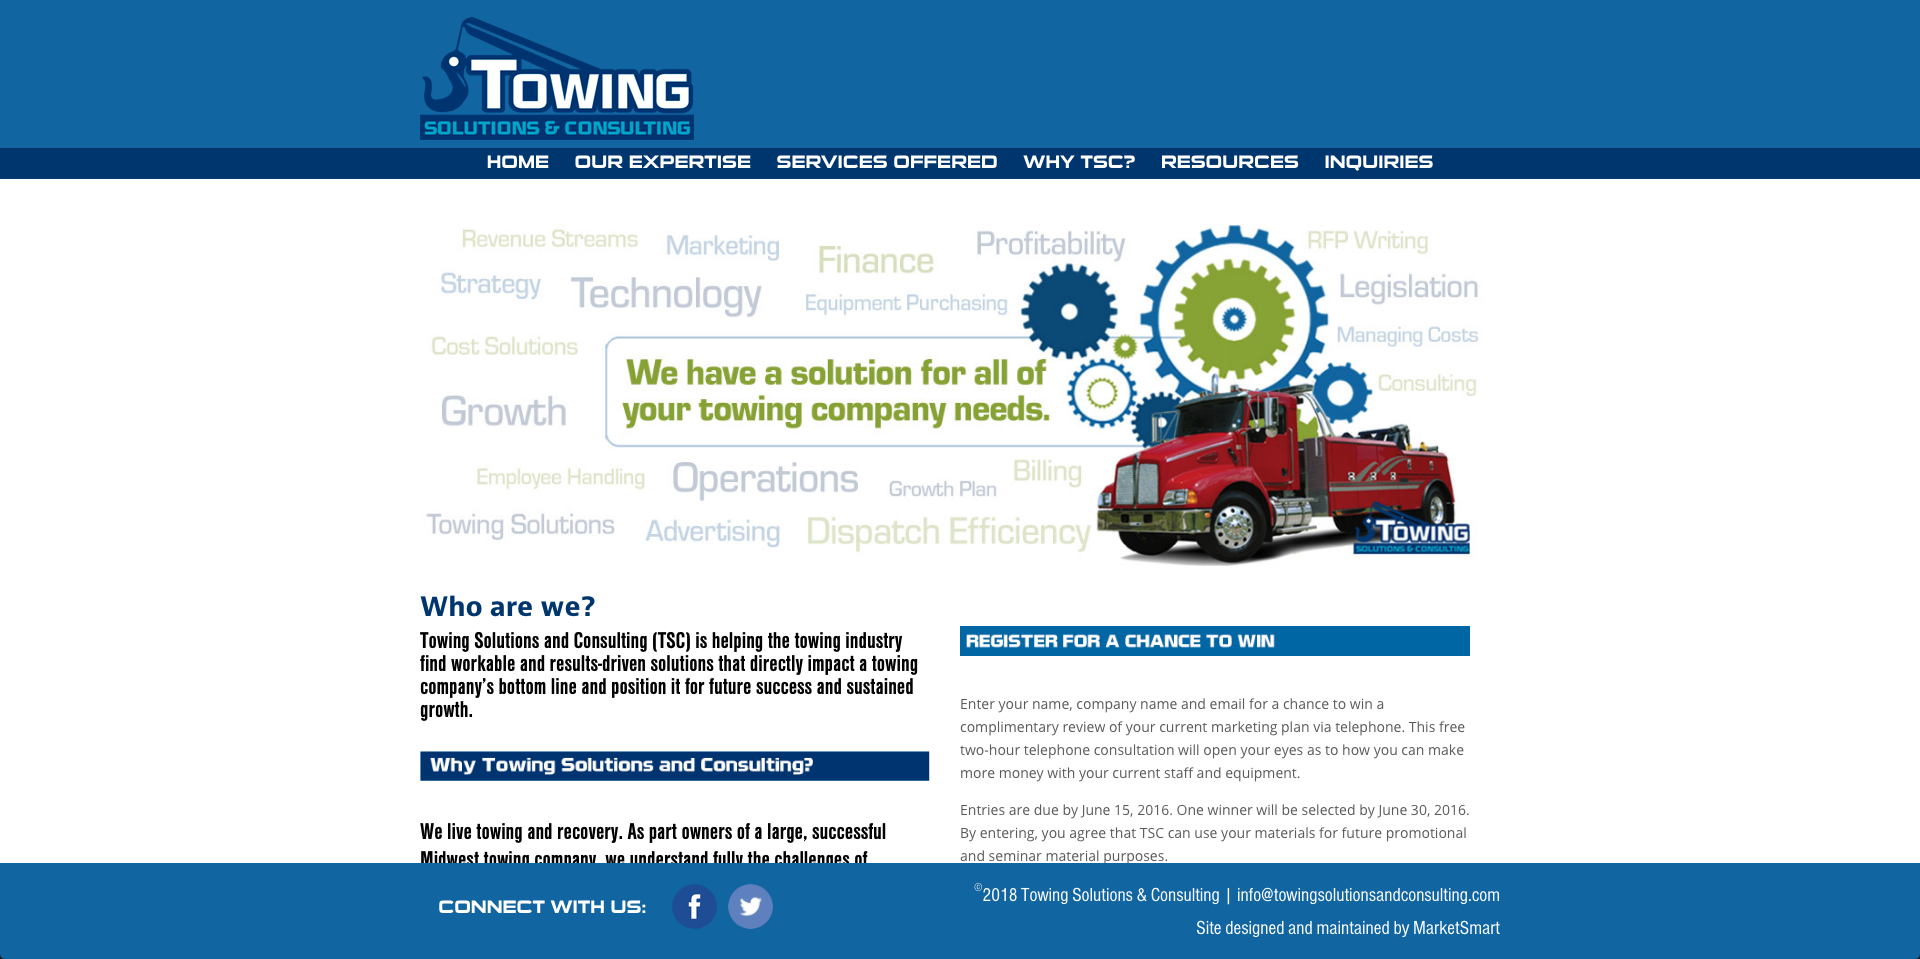 TOWING
SOLUTIONS & CONSULTING
HOME OUR EXPERTISE SERVICES OFFERED WHY TSC? RESOURCES INQUIRIES
Revenue Streams Marketing Finance Profitability RFP Writing
Strategy Technology Equipment Purchasing Legislation
Managing Costs
Cost Solutions
We have a solution for all of
your towing company needs.
Consulting
Growth
Employee Handling Operations Growth Plan Billing
Towing Solutions Advertising Dispatch Efficiency
TOWING
SOLUTIONS & CONSULTING
Who are we?
Towing Solutions and Consulting (TSC) is helping the towing industry
find workable and results-driven solutions that directly impact a towing
company's bottom line and position it for future success and sustained
growth.
Why Towing Solutions and Consulting?
We live towing and recovery. As part owners of a large, successful
Midwest towing company, we understand fully the challenges of
REGISTER FOR A CHANCE TO WIN
Enter your name, company name and email for a chance to win a
complimentary review of your current marketing plan via telephone. This free
two-hour telephone consultation will open your eyes as to how you can make
more money with your current staff and equipment.
Entries are due by June 15, 2016. One winner will be selected by June 30, 2016.
By entering, you agree that TSC can use your materials for future promotional
and seminar material purposes.
CONNECT WITH US:
©2018 Towing Solutions & Consulting | info@towingsolutionsandconsulting.com
Site designed and maintained by MarketSmart